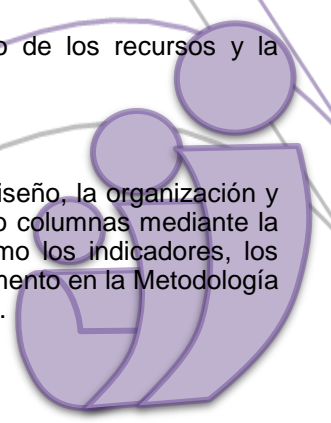 o de los recursos y la
iseño, la organización y
o columnas mediante la
mo los indicadores, los
mento en la Metodología
.